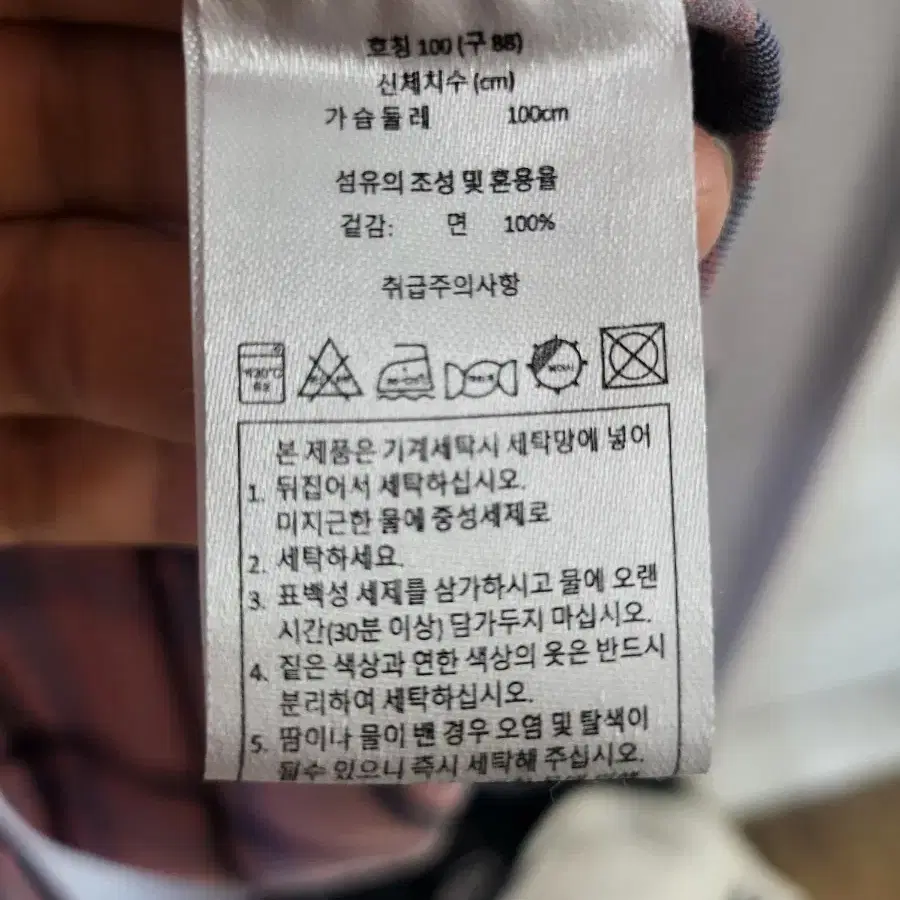 호칭 100 (구 88)
신체치수 (cm)
가슴둘레 100cm
섬유의 조성 및 혼용율
겉감: 면 100%
취급주의사항
약30℃
본 제품은 기계세탁시 세탁망에 넣어
1. 뒤집어서 세탁하십시오.
미지근한 물에 중성세제로
2. 세탁하세요.
3. 표백성 세제를 삼가하시고 물에 오랜
시간(30분 이상) 담가두지 마십시오.
4. 짙은 색상과 연한 색상의 옷은 반드시
분리하여 세탁하십시오.
5. 땀이나 물이 밴 경우 오염 및 탈색이
될수 있으니 즉시 세탁해 주십시오.